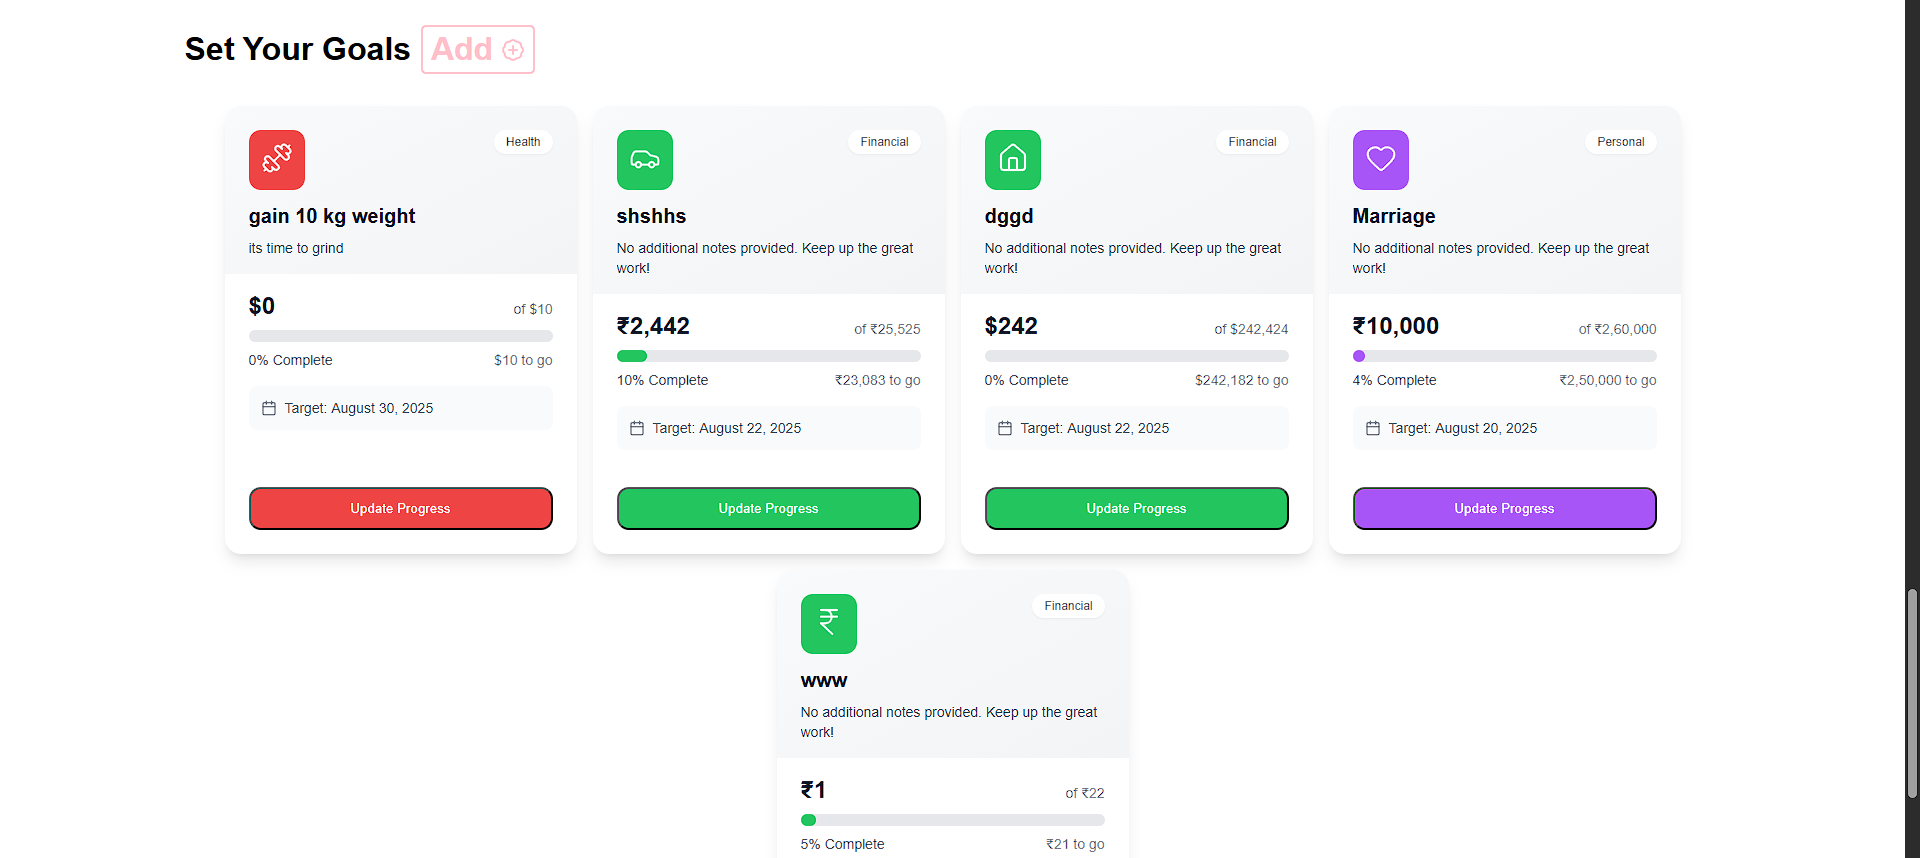 Set Your Goals Add
Health
gain 10 kg weight
its time to grind
$0 of $10
0% Complete $10 to go
Target: August 30, 2025
Update Progress
Financial
shshhs
No additional notes provided. Keep up the great
work!
₹2,442 of ₹25,525
10% Complete ₹23,083 to go
Target: August 22, 2025
Update Progress
Financial
dggd
No additional notes provided. Keep up the great
work!
$242 of $242,424
0% Complete $242,182 to go
Target: August 22, 2025
Update Progress
Personal
Marriage
No additional notes provided. Keep up the great
work!
₹10,000 of ₹2,60,000
4% Complete ₹2,50,000 to go
Target: August 20, 2025
Update Progress
₹
Financial
www
No additional notes provided. Keep up the great
work!
₹1 of ₹22
5% Complete ₹21 to go